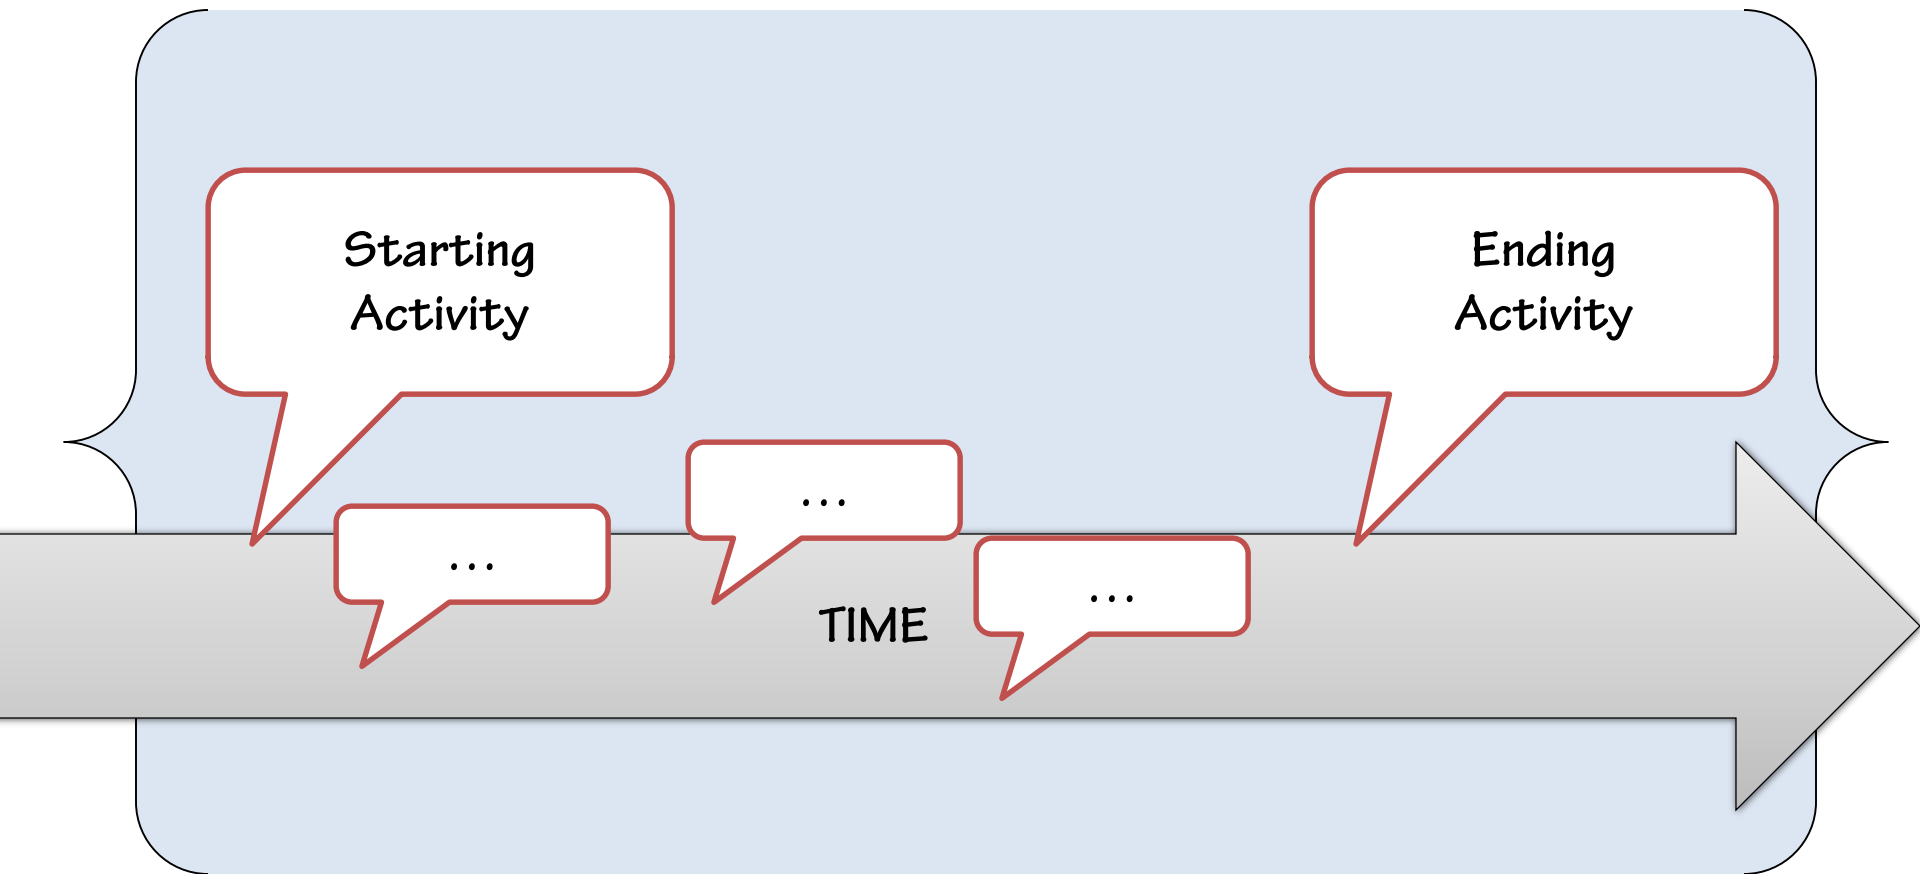 Starting
Activity
Ending
Activity
...
...
...
TIME